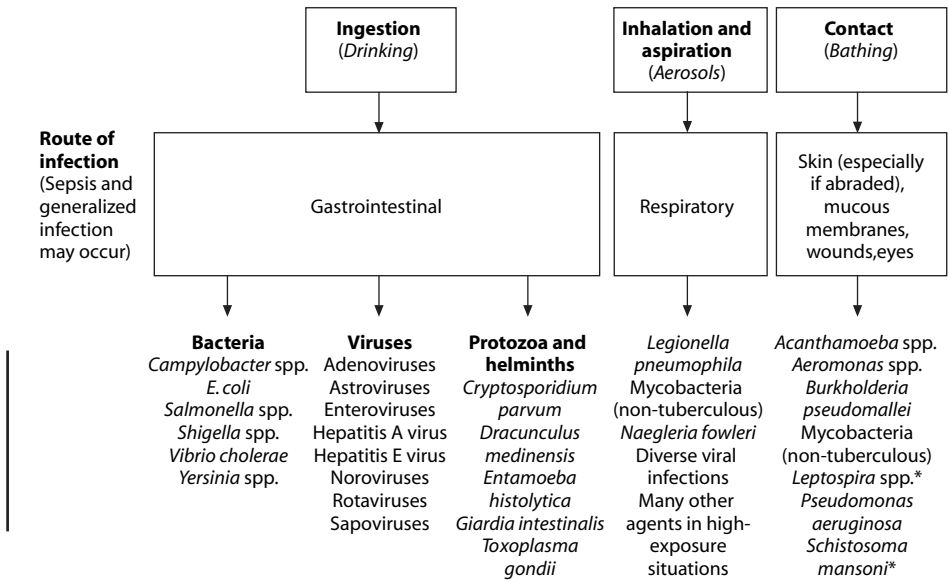 Ingestion
(Drinking)
Inhalation and
aspiration
(Aerosols)
Contact
(Bathing)
Route of
infection
(Sepsis and
generalized
infection
may occur)
Gastrointestinal
Respiratory
Skin (especially
if abraded),
mucous
membranes,
wounds,eyes
Bacteria
Campylobacter spp.
E. coli
Salmonella spp.
Shigella spp.
Vibrio cholerae
Yersinia spp.
Viruses
Adenoviruses
Astroviruses
Enteroviruses
Hepatitis A virus
Hepatitis E virus
Noroviruses
Rotaviruses
Sapoviruses
Protozoa and
helminths
Cryptosporidium
parvum
Dracunculus
medinensis
Entamoeba
histolytica
Giardia intestinalis
Toxoplasma
gondii
Legionella
pneumophila
Mycobacteria
(non-tuberculous)
Naegleria fowleri
Diverse viral
infections
Many other
agents in high-
exposure
situations
Acanthamoeba spp.
Aeromonas spp.
Burkholderia
pseudomallei
Mycobacteria
(non-tuberculous)
Leptospira spp.*
Pseudomonas
aeruginosa
Schistosoma
mansoni*